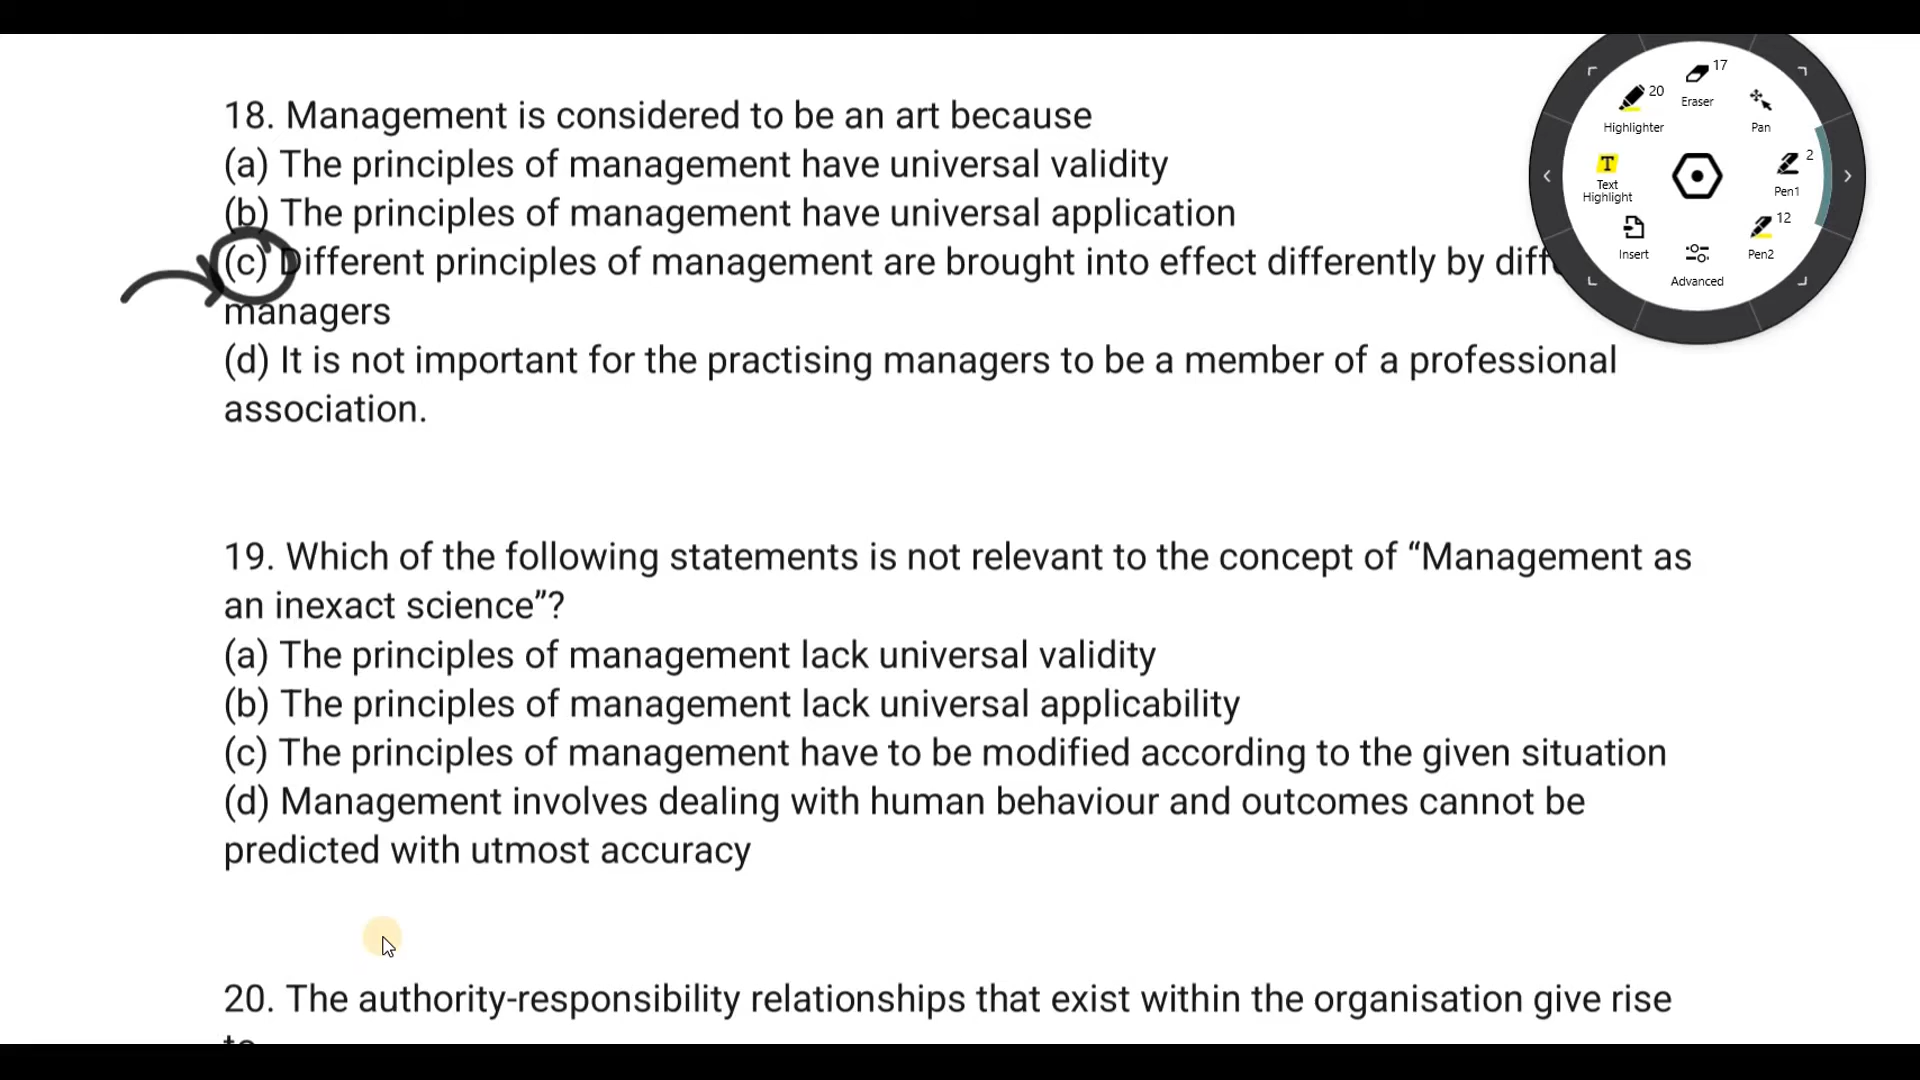 18. Management is considered to be an art because
(a) The principles of management have universal validity
(b) The principles of management have universal application
(c) Different principles of management are brought into effect differently by
managers
(d) It is not important for the practising managers to be a member of a professional
association.
19. Which of the following statements is not relevant to the concept of “Management as
an inexact science”?
(a) The principles of management lack universal validity
(b) The principles of management lack universal applicability
(c) The principles of management have to be modified according to the given situation
(d) Management involves dealing with human behaviour and outcomes cannot be
predicted with utmost accuracy
20. The authority-responsibility relationships that exist within the organisation give rise
17
Eraser
20
Highlighter
Pan
Text
Highlight
2
Pen1
Insert
12
Pen2
Advanced